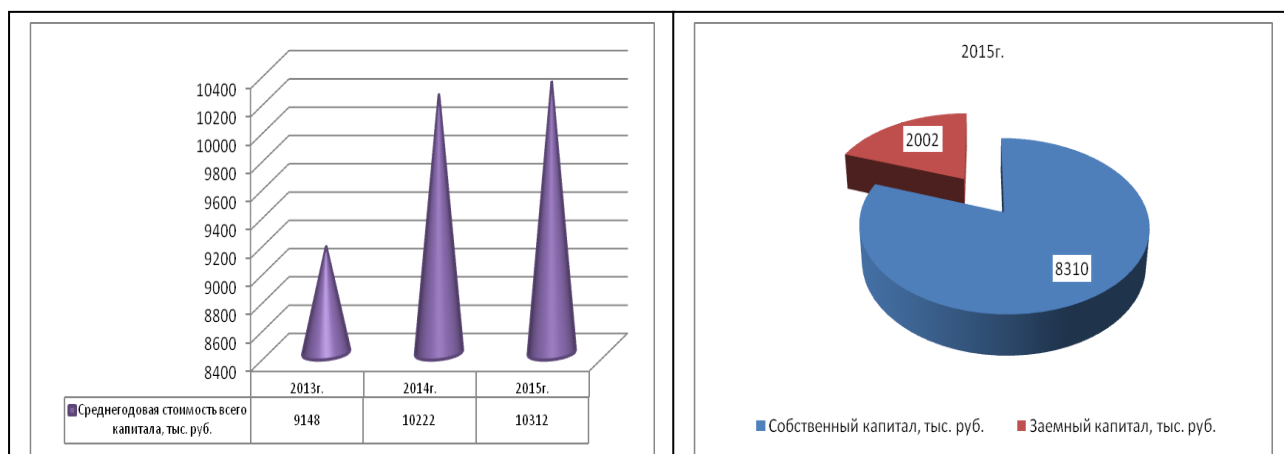 10400
10200
10000
9800
9600
9400
9200
9000
8800
8600
8400
2013г. 2014г. 2015г.
Среднегодовая стоимость всего
капитала, тыс. руб.
9148 10222 10312
2015г.
2002
8310
Собственный капитал, тыс. руб. Заемный капитал, тыс. руб.